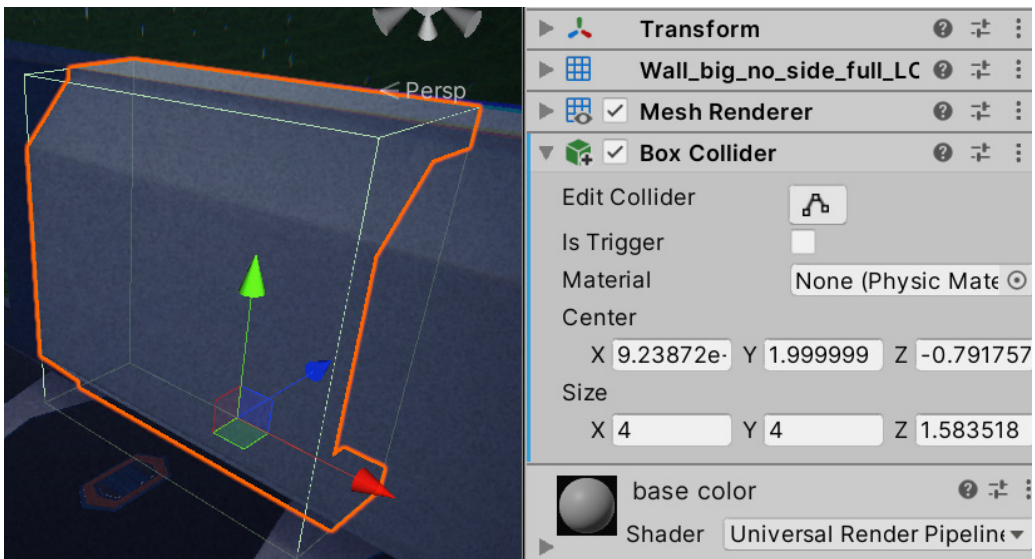 < Persp
Transform
Wall_big_no_side_full_LC
Mesh Renderer
Box Collider
Edit Collider
Is Trigger
Material None (Physic Mate
Center
X 9.23872e- Y 1.999999 Z -0.791757
Size
X 4 Y 4 Z 1.583518
base color
Shader Universal Render Pipeline